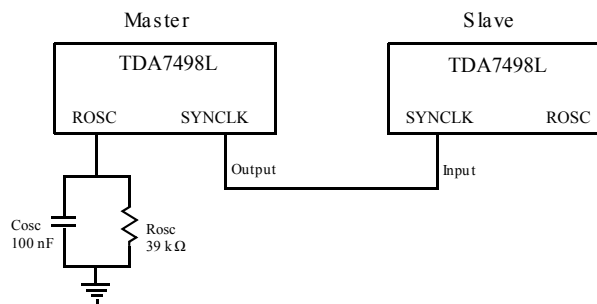 Master
Slave
TDA7498L
TDA7498L
ROSC
SYNCLK
SYNCLK
ROSC
Output
Input
Cosc
100 nF
Rosc
39 kΩ